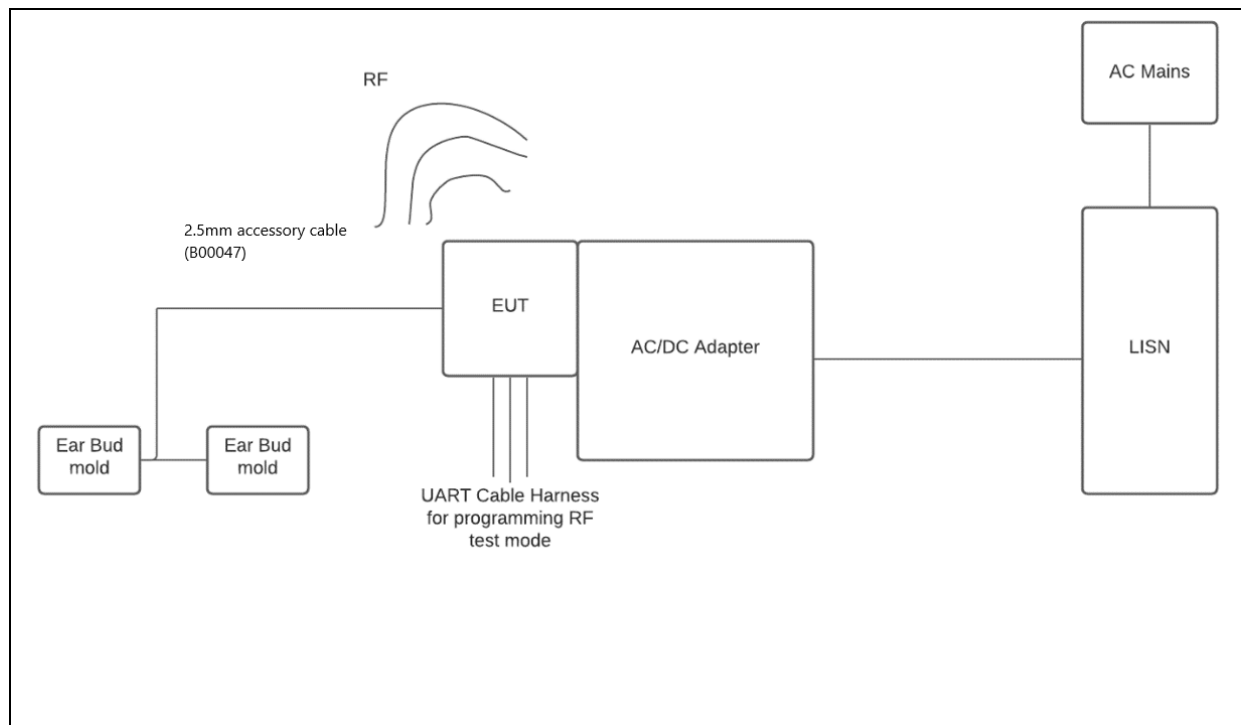 RF
AC Mains
2.5mm accessory cable
(B00047)
EUT
AC/DC Adapter
LISN
Ear Bud
mold
Ear Bud
mold
UART Cable Harness
for programming RF
test mode